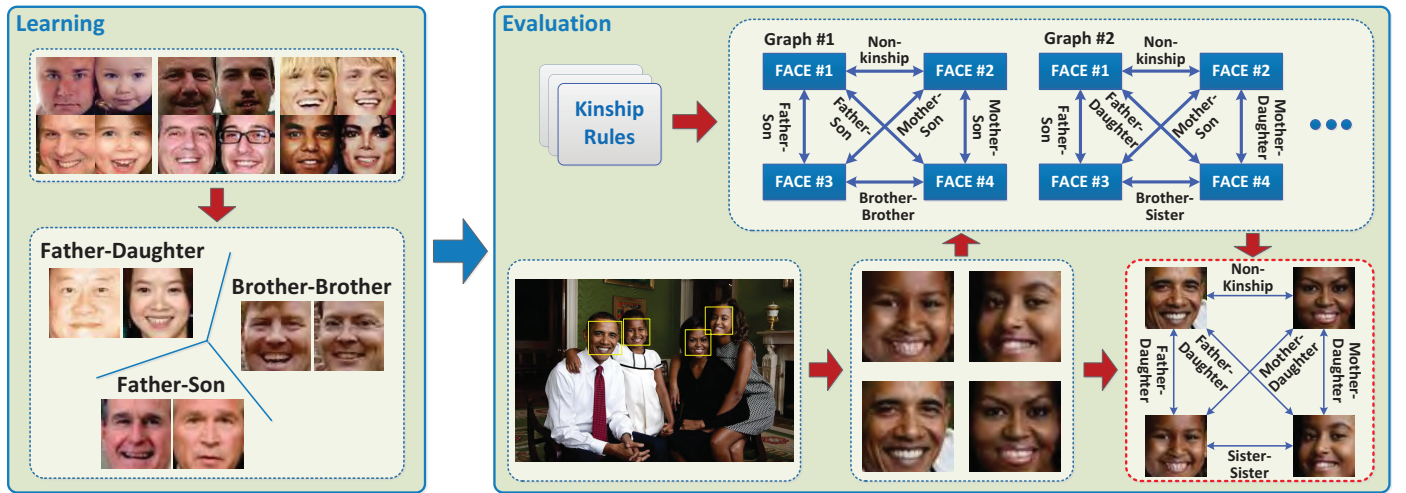 Learning
Father-Daughter
Brother-Brother
Father-Son
Evaluation
Kinship
Rules
Graph #1
Non-
kinship
FACE #1
FACE #2
Father-
Son
Father-
Son
Mother-
Son
Mother-
Son
FACE #3
FACE #4
Brother-
Brother
Graph #2
Non-
kinship
FACE #1
FACE #2
Father-
Son
Father-
Daughter
Mother-
Son
Mother-
Daughter
FACE #3
FACE #4
Brother-
Sister
Non-
Kinship
Father-
Daughter
Father-
Daughter
Mother-
Daughter
Mother-
Daughter
Sister-
Sister